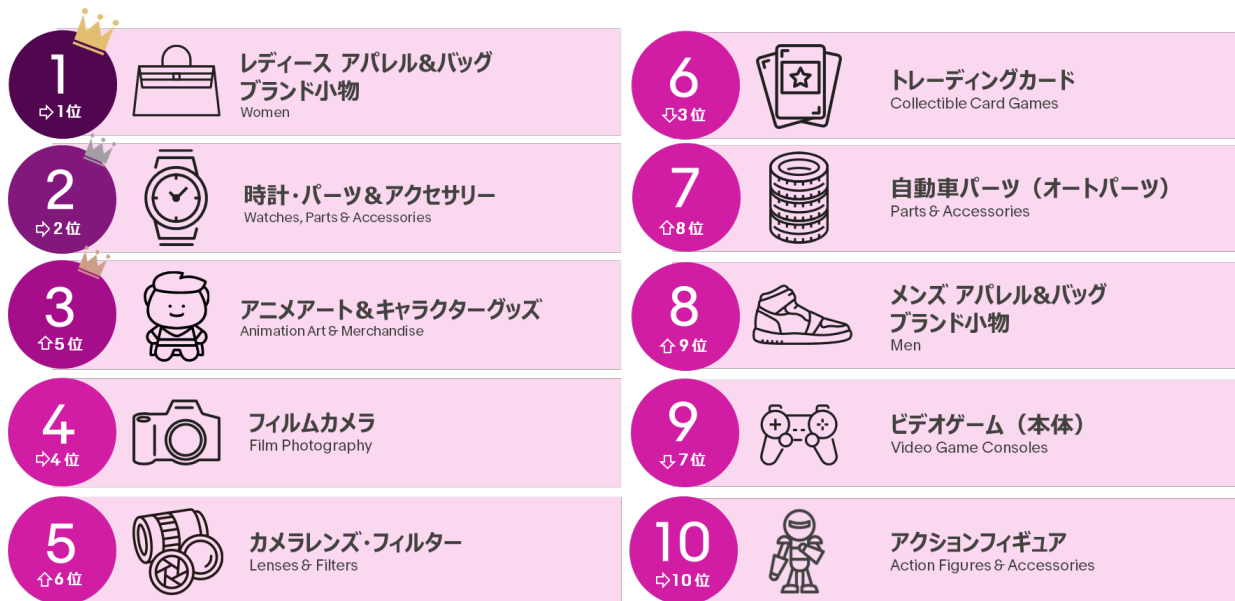 1
⇨1位
レディース アパレル&バッグ
ブランド小物
Women
2
⇨2位
時計・パーツ&アクセサリー
Watches, Parts & Accessories
3
⇧5位
アニメアート&キャラクターグッズ
Animation Art & Merchandise
4
⇨4位
フィルムカメラ
Film Photography
5
⇧6位
カメラレンズ・フィルター
Lenses & Filters
6
⇩3位
トレーディングカード
Collectible Card Games
7
⇧8位
自動車パーツ（オートパーツ）
Parts & Accessories
8
⇧9位
メンズ アパレル&バッグ
ブランド小物
Men
9
⇩7位
ビデオゲーム（本体）
Video Game Consoles
10
⇨10位
アクションフィギュア
Action Figures & Accessories